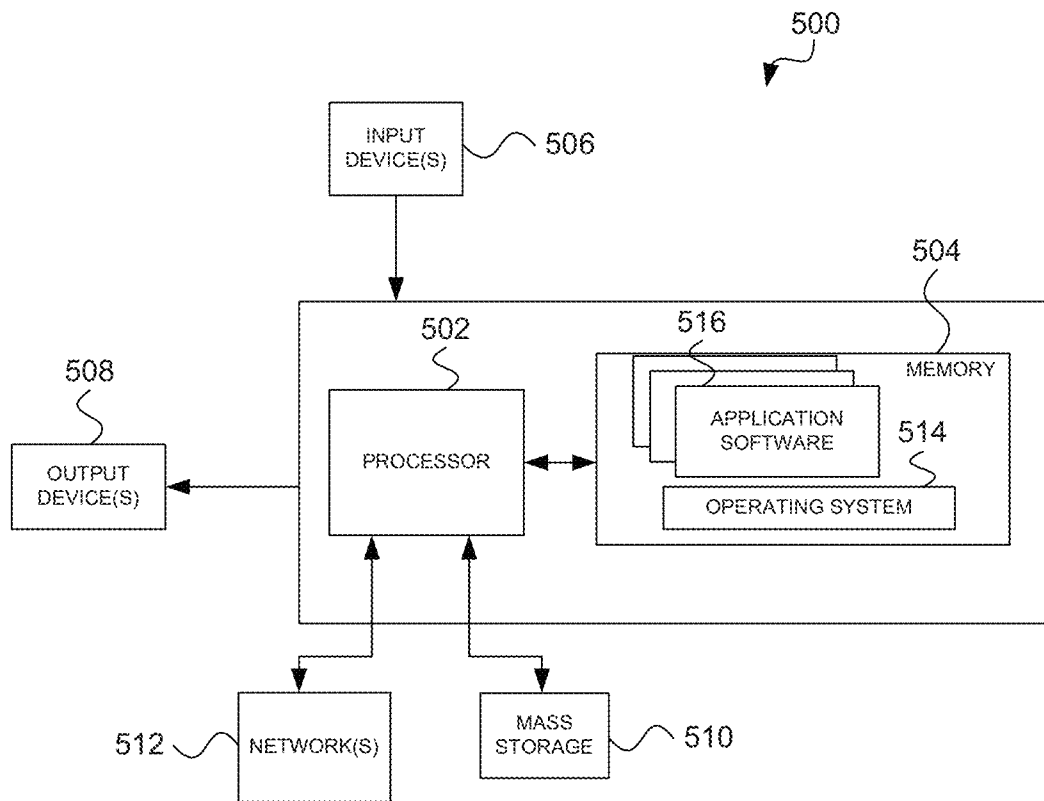 500
INPUT
DEVICE(S)
506
504
502
516
MEMORY
508
APPLICATION
SOFTWARE
514
PROCESSOR
OUTPUT
DEVICE(S)
OPERATING SYSTEM
512
NETWORK(S)
MASS
STORAGE
510